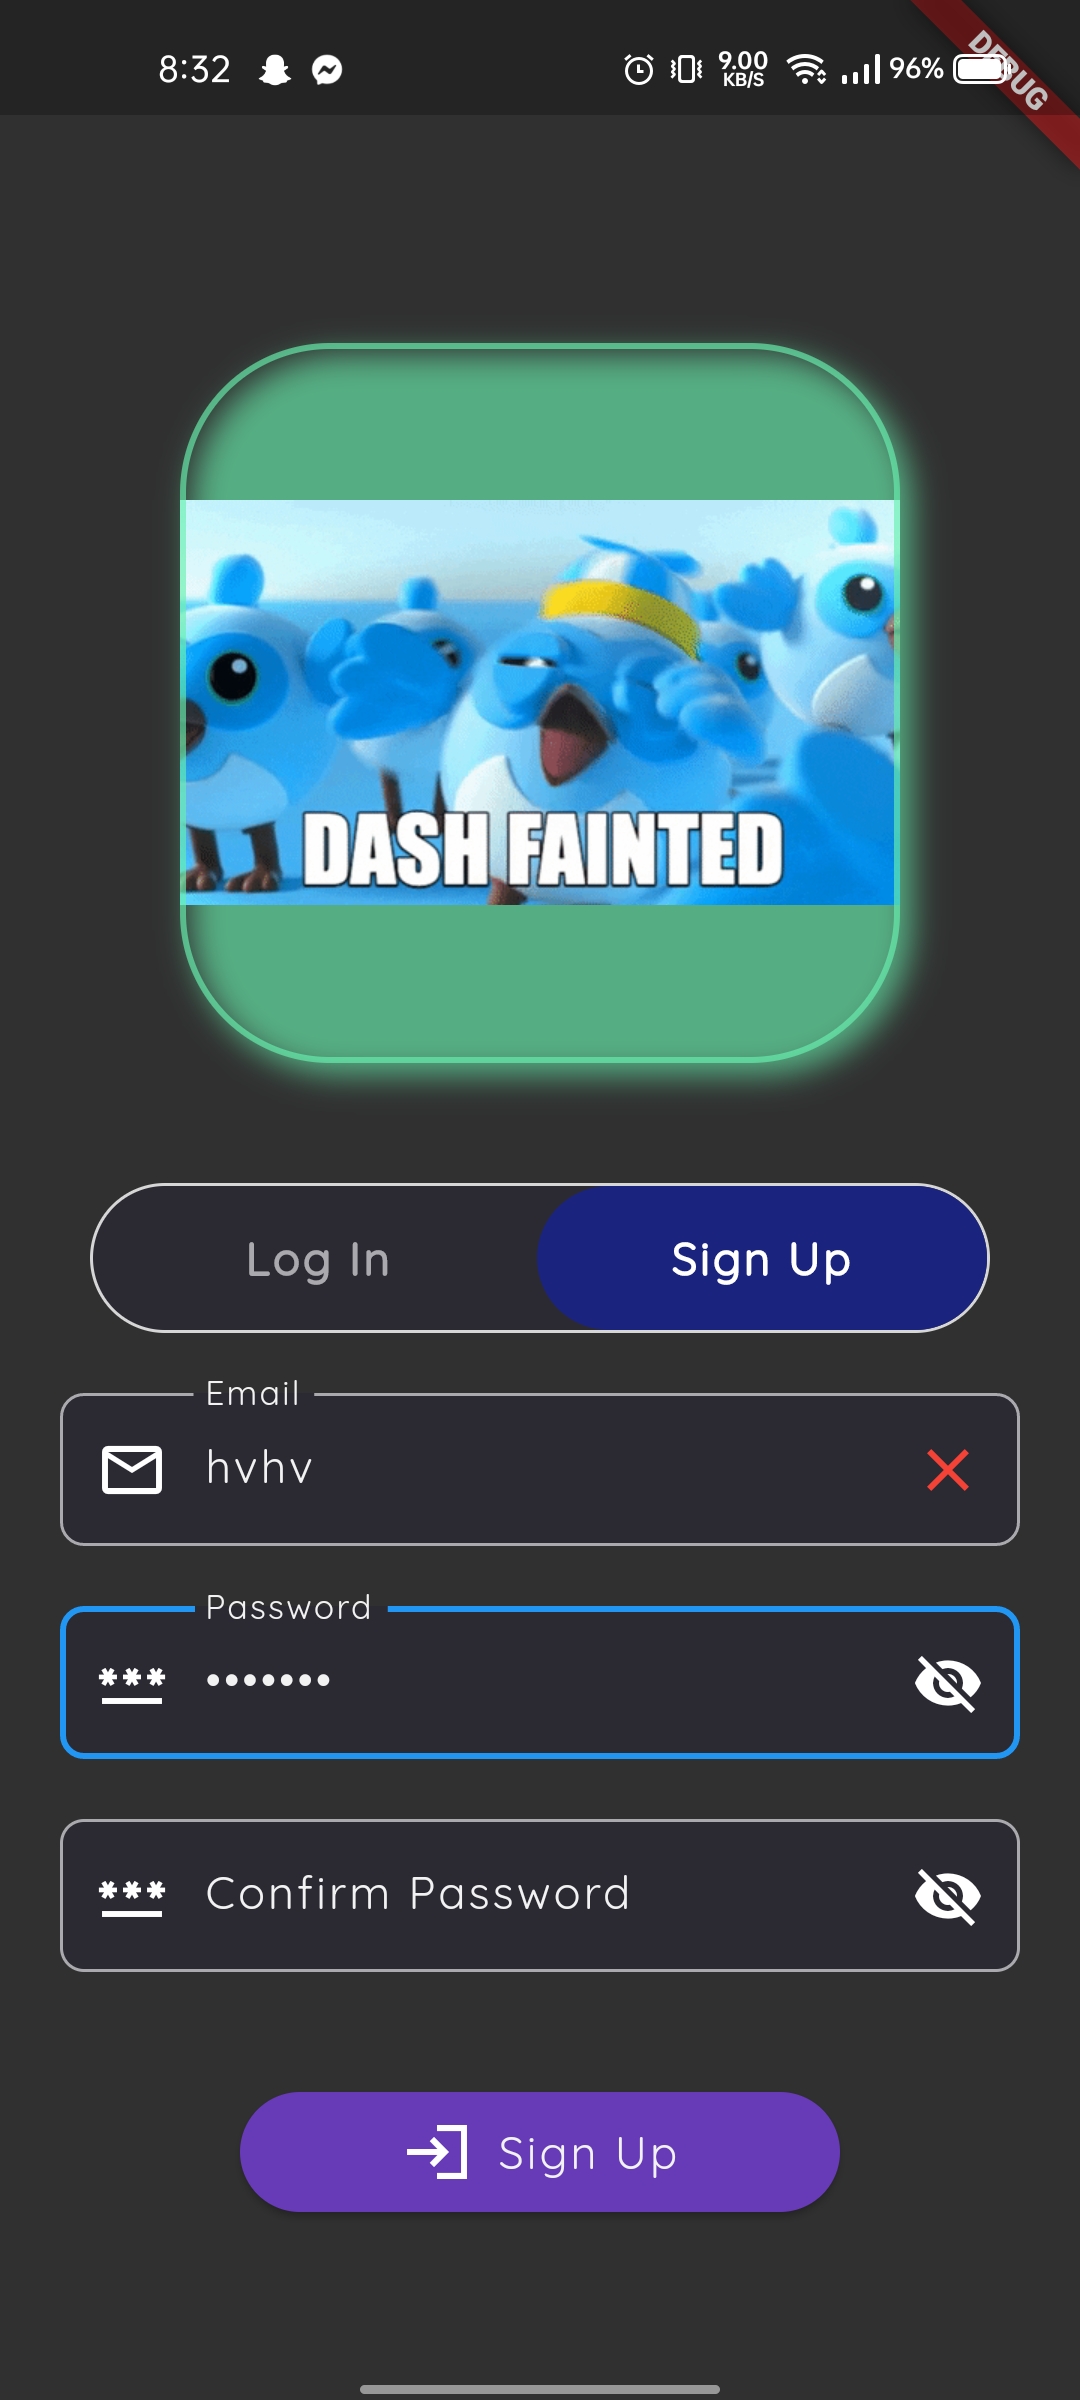 8:32
9.00
KB/S
96%
DEBUG
DASH FAINTED
Log In
Sign Up
Email
hvhv
Password
•••••••
Confirm Password
Sign Up